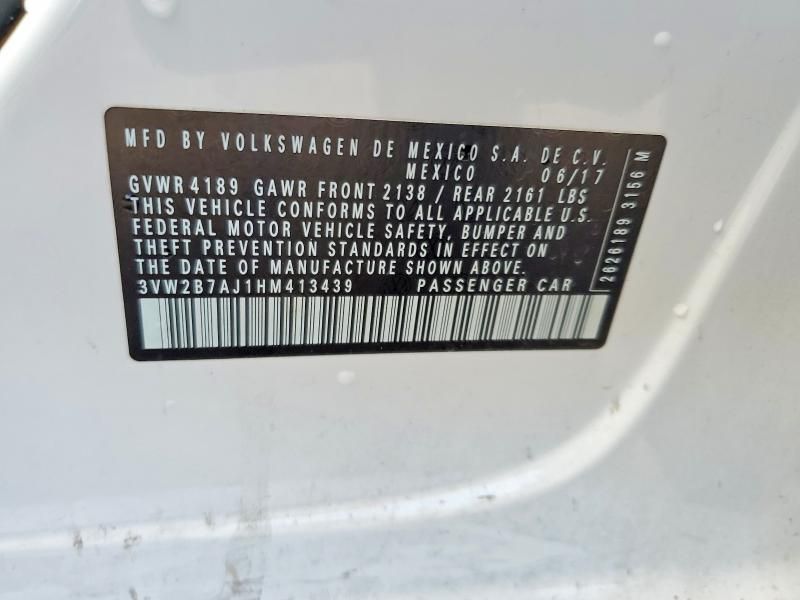 MFD BY VOLKSWAGEN DE MEXICO S.A. DE C.V.
MEXICO 06/17
GVWR 4189 GAWR FRONT 2138 / REAR 2161 LBS
THIS VEHICLE CONFORMS TO ALL APPLICABLE U.S.
FEDERAL MOTOR VEHICLE SAFETY, BUMPER AND
THEFT PREVENTION STANDARDS IN EFFECT ON
THE DATE OF MANUFACTURE SHOWN ABOVE.
3VW2B7AJ1HM413439 PASSENGER CAR
2626189 3156 M